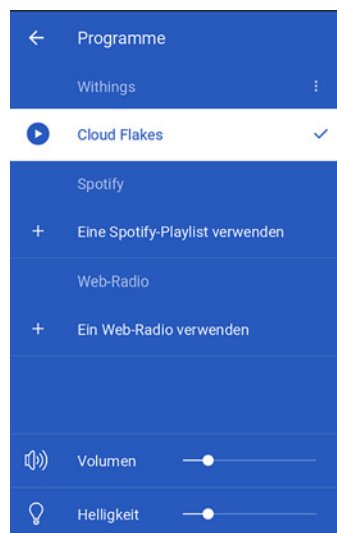 Programme
Withings
Cloud Flakes
Spotify
Eine Spotify-Playlist verwenden
Web-Radio
Ein Web-Radio verwenden
Volumen
Helligkeit